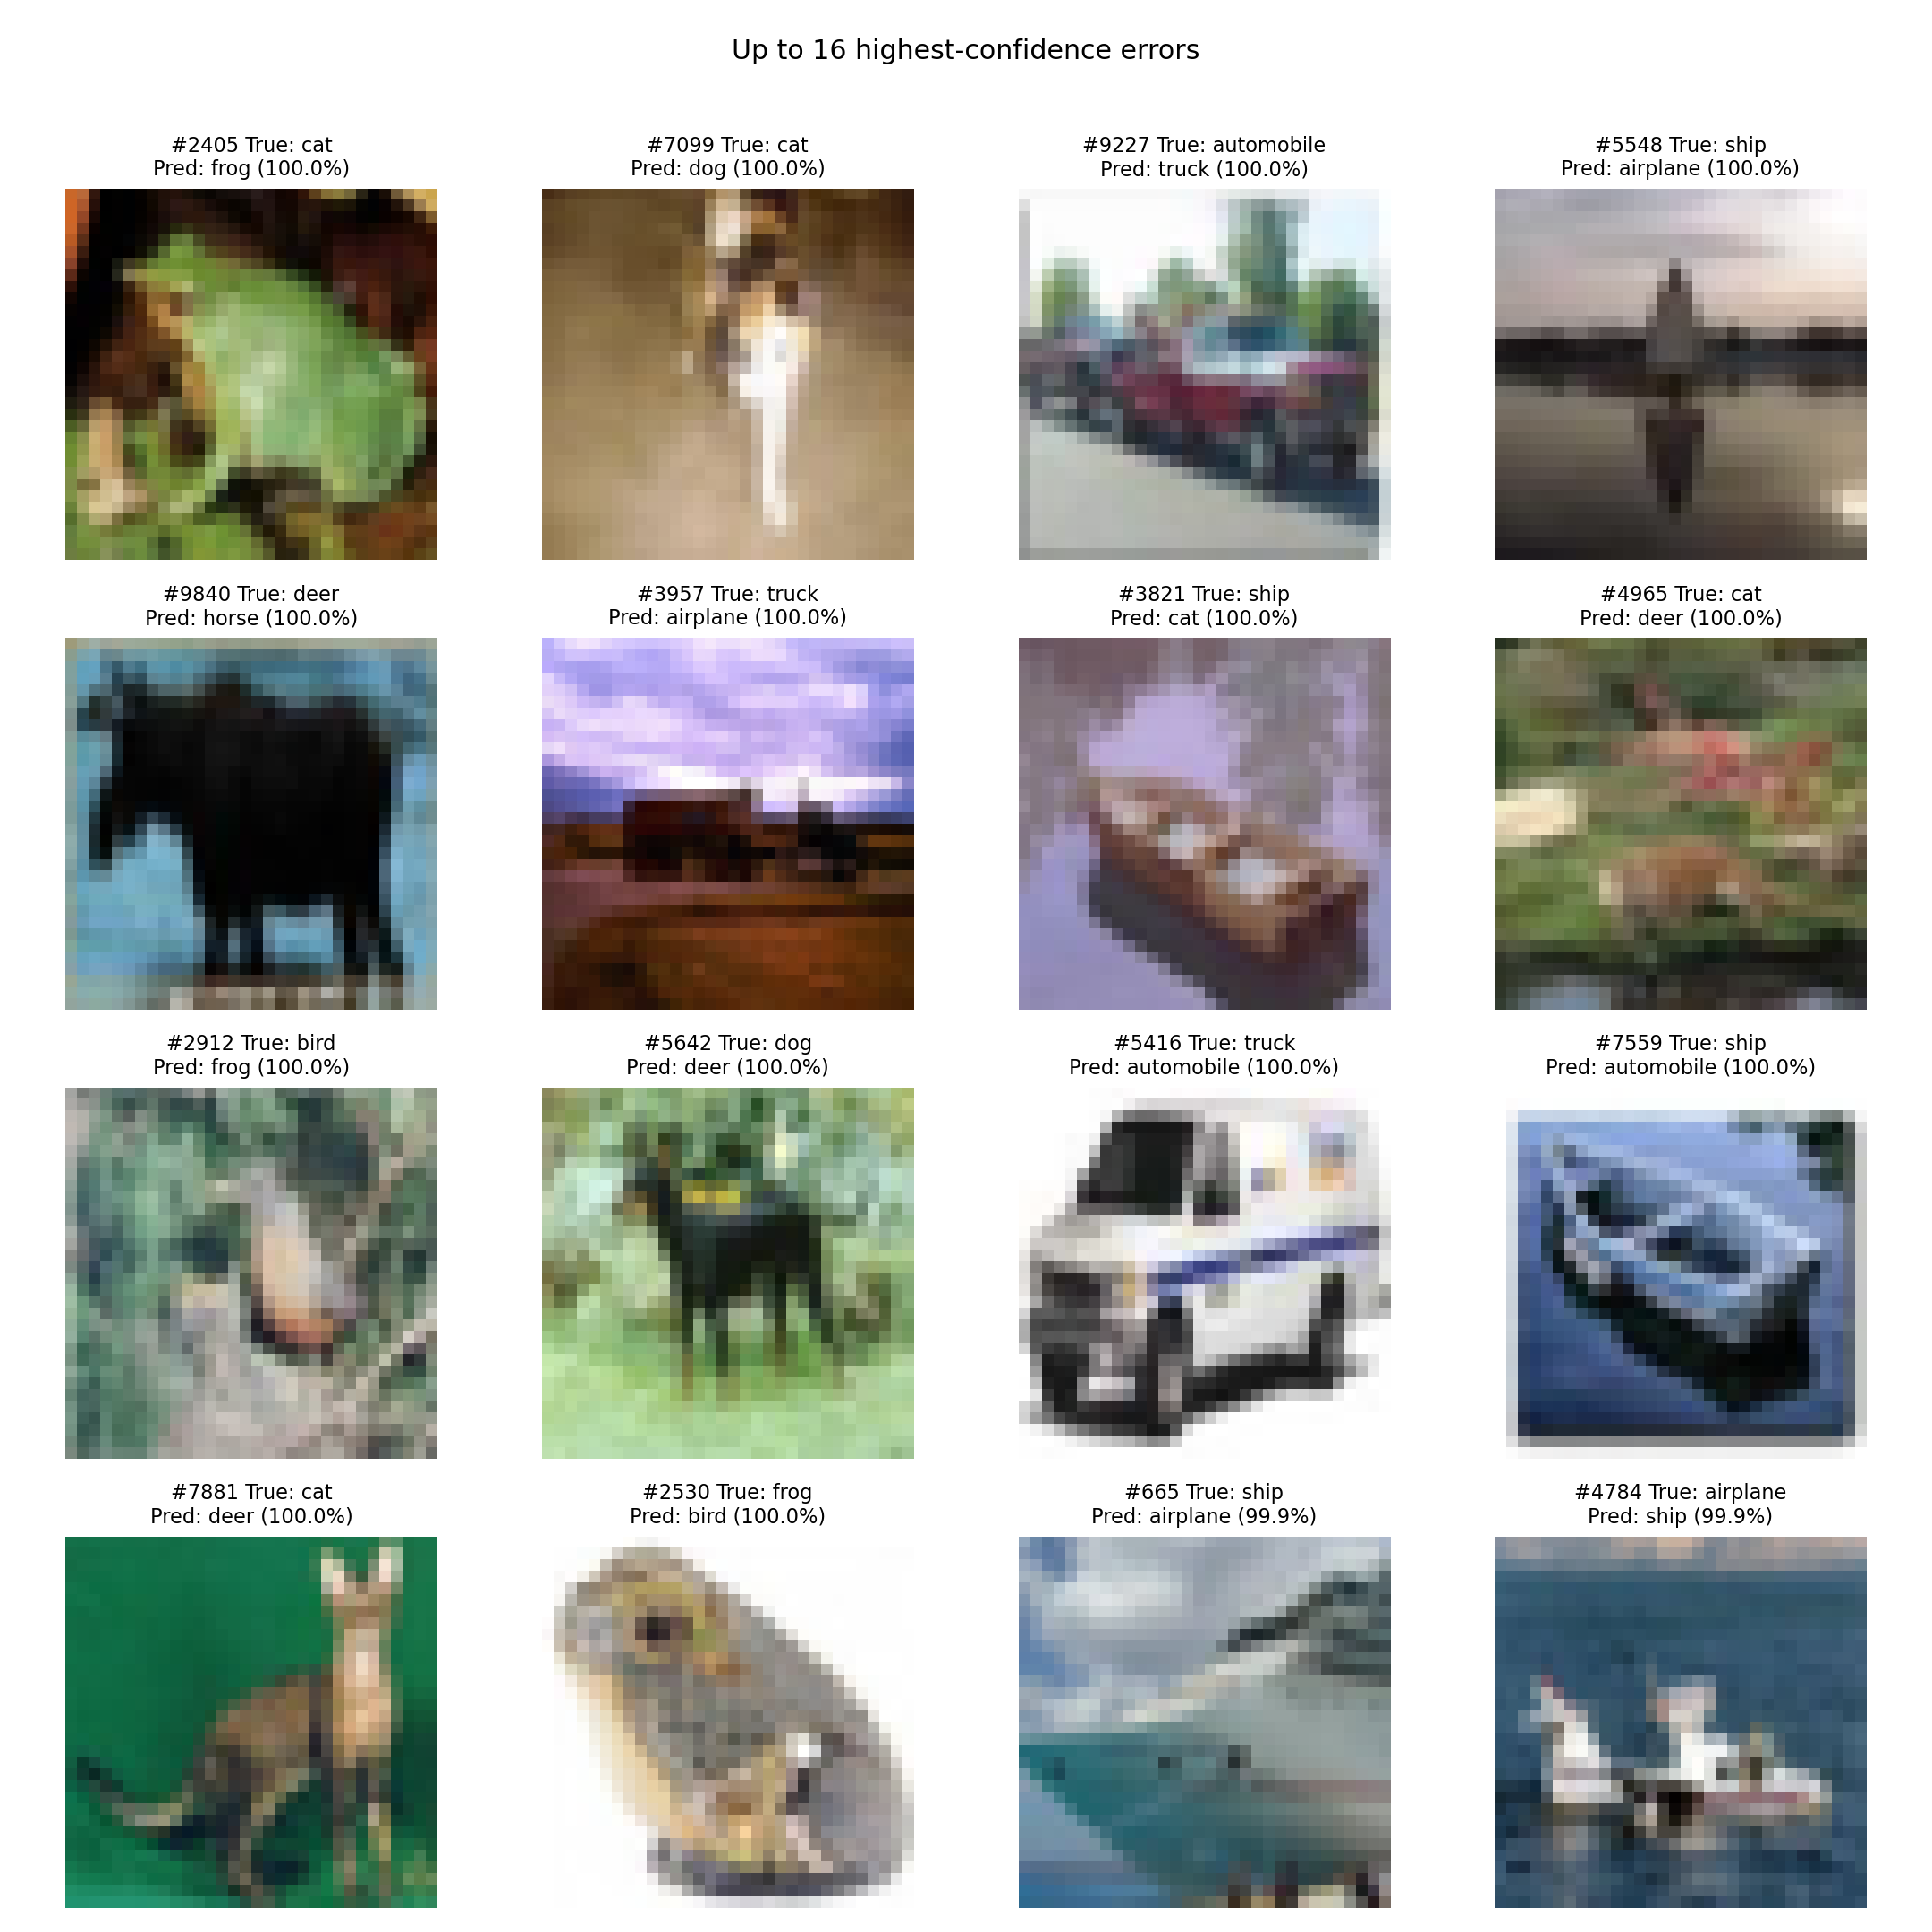 Up to 16 highest-confidence errors
#2405 True: cat
Pred: frog (100.0%)
#7099 True: cat
Pred: dog (100.0%)
#9227 True: automobile
Pred: truck (100.0%)
#5548 True: ship
Pred: airplane (100.0%)
#9840 True: deer
Pred: horse (100.0%)
#3957 True: truck
Pred: airplane (100.0%)
#3821 True: ship
Pred: cat (100.0%)
#4965 True: cat
Pred: deer (100.0%)
#2912 True: bird
Pred: frog (100.0%)
#5642 True: dog
Pred: deer (100.0%)
#5416 True: truck
Pred: automobile (100.0%)
#7559 True: ship
Pred: automobile (100.0%)
#7881 True: cat
Pred: deer (100.0%)
#2530 True: frog
Pred: bird (100.0%)
#665 True: ship
Pred: airplane (99.9%)
#4784 True: airplane
Pred: ship (99.9%)